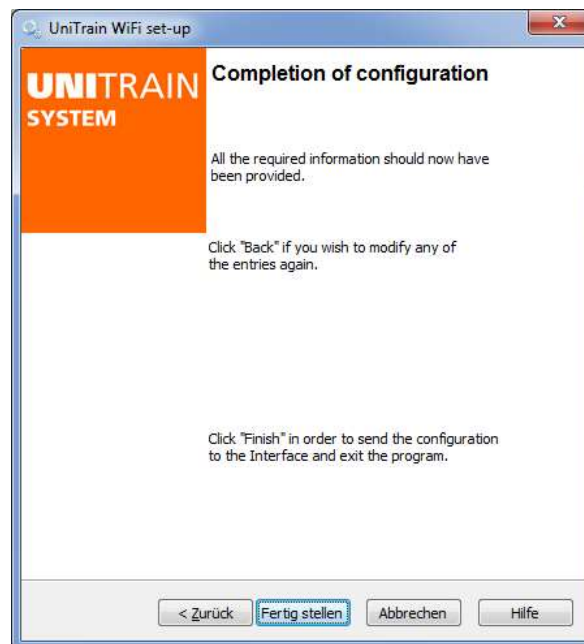 UniTrain WiFi set-up
UNITRAIN
SYSTEM
Completion of configuration
All the required information should now have
been provided.
Click "Back" if you wish to modify any of
the entries again.
Click "Finish" in order to send the configuration
to the Interface and exit the program.
< Zurück
Fertig stellen
Abbrechen
Hilfe